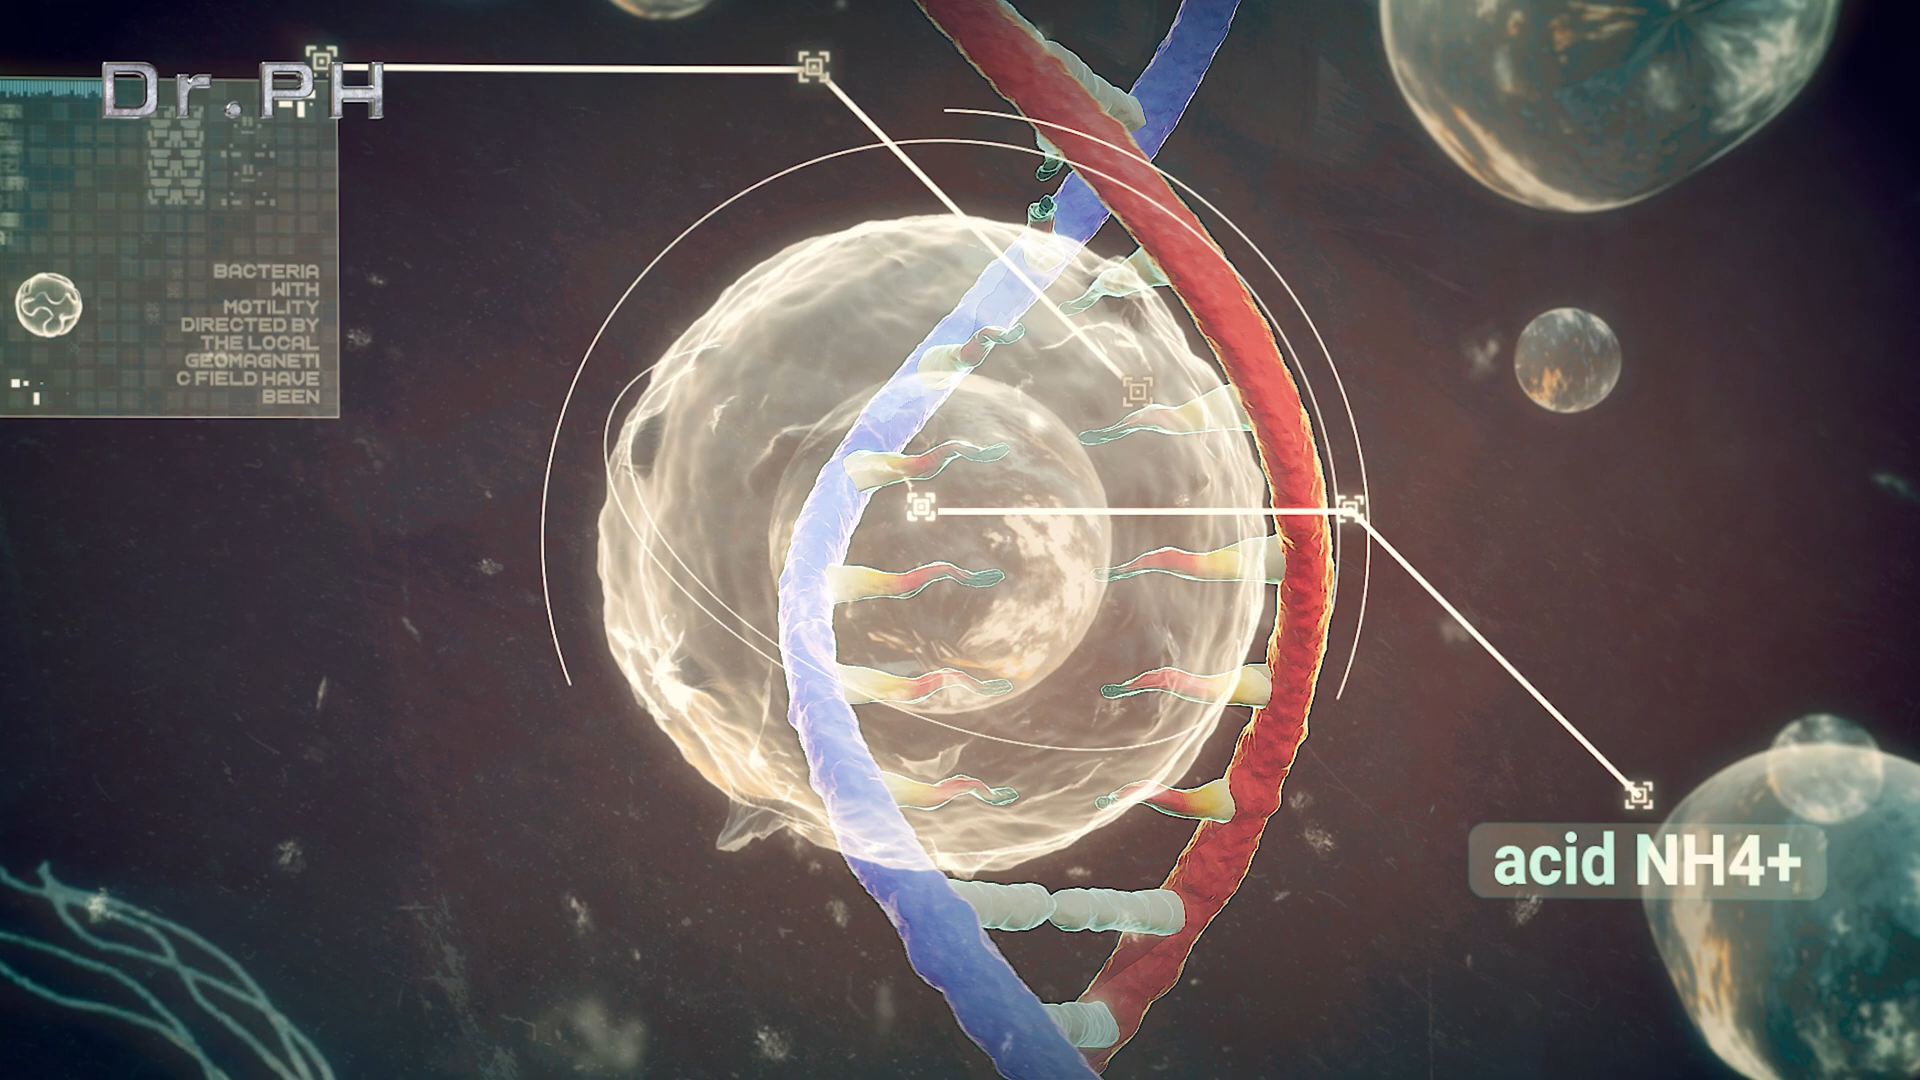 Dr.PH
BACTERIA
WITH
MOTILITY
DIRECTED BY
THE LOCAL
GEOMAGNETI
C FIELD HAVE
BEEN
acid NH4+